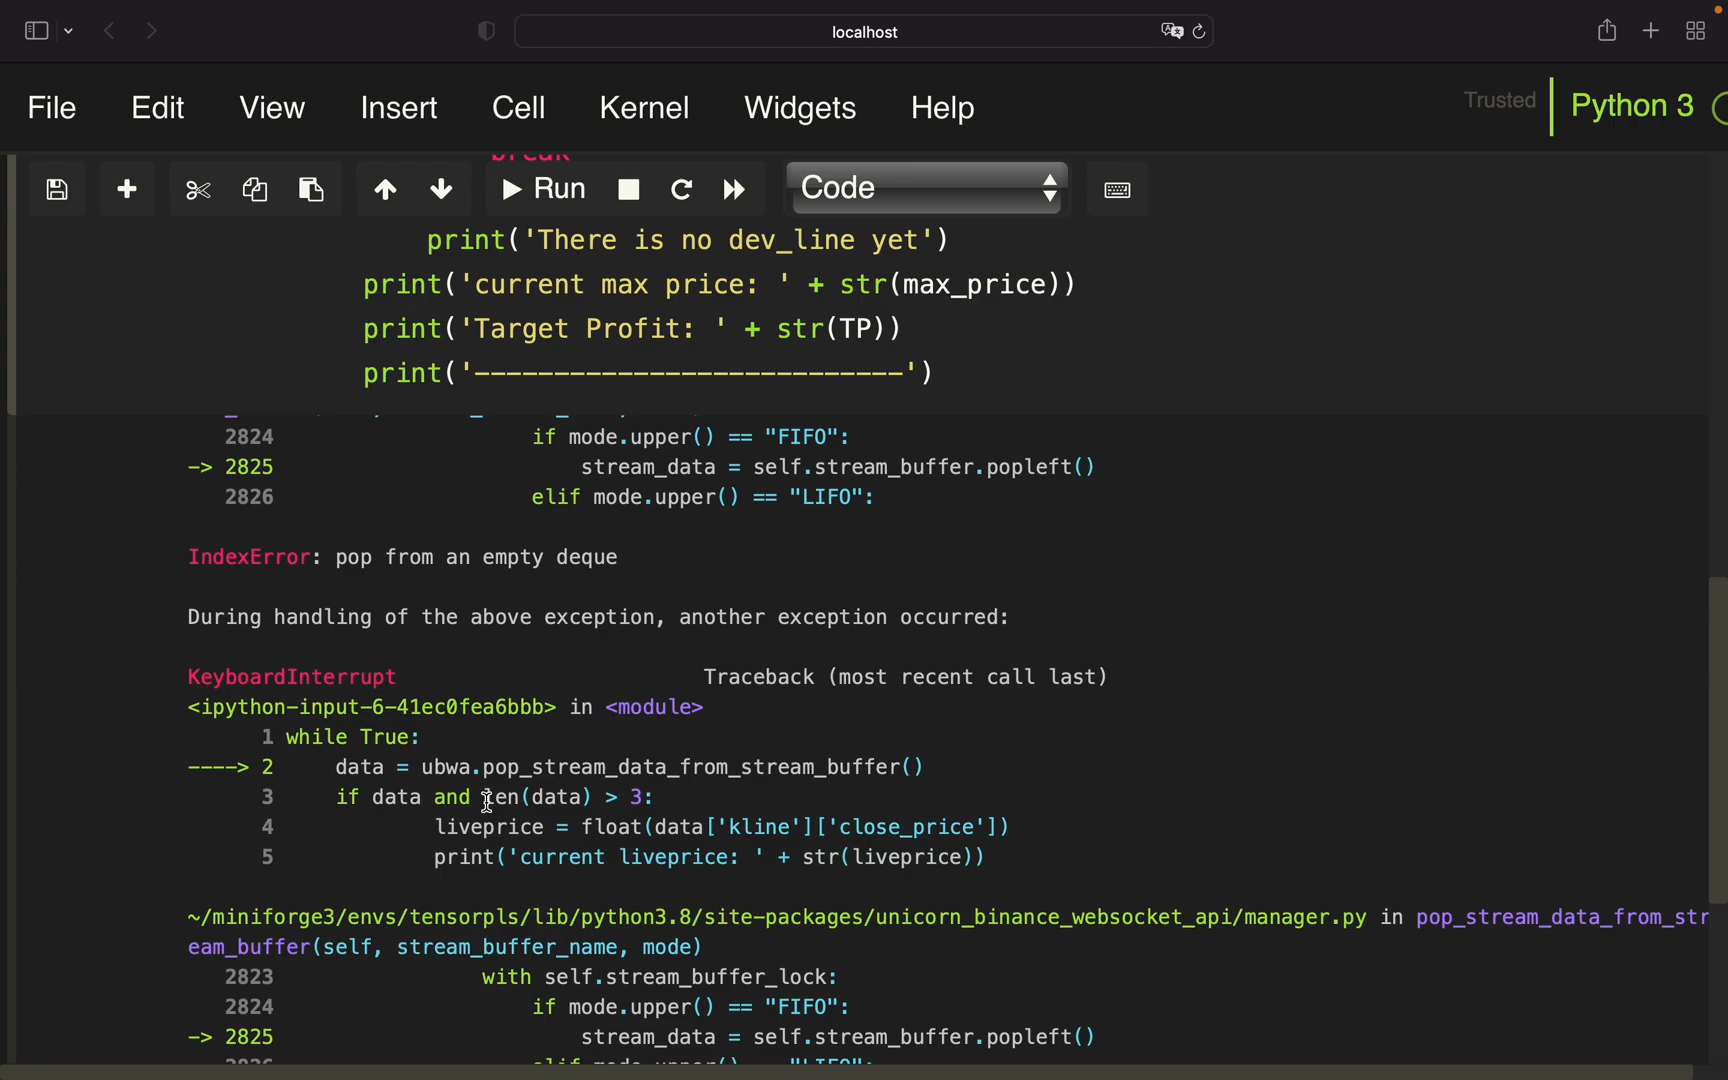 localhost
File Edit View Insert Cell Kernel Widgets Help Trusted Python 3
break
Run Code
print('There is no dev_line yet')
print('current max price: ' + str(max_price))
print('Target Profit: ' + str(TP))
print('---------------------------')
2824 if mode.upper() == "FIFO":
-> 2825 stream_data = self.stream_buffer.popleft()
2826 elif mode.upper() == "LIFO":
IndexError: pop from an empty deque
During handling of the above exception, another exception occurred:
KeyboardInterrupt Traceback (most recent call last)
<ipython-input-6-41ec0fea6bbb> in <module>
1 while True:
----> 2 data = ubwa.pop_stream_data_from_stream_buffer()
3 if data and len(data) > 3:
4 liveprice = float(data['kline']['close_price'])
5 print('current liveprice: ' + str(liveprice))
~/miniforge3/envs/tensorpls/lib/python3.8/site-packages/unicorn_binance_websocket_api/manager.py in pop_stream_data_from_str
eam_buffer(self, stream_buffer_name, mode)
2823 with self.stream_buffer_lock:
2824 if mode.upper() == "FIFO":
-> 2825 stream_data = self.stream_buffer.popleft()
2826 elif mode.upper() == "LIFO":